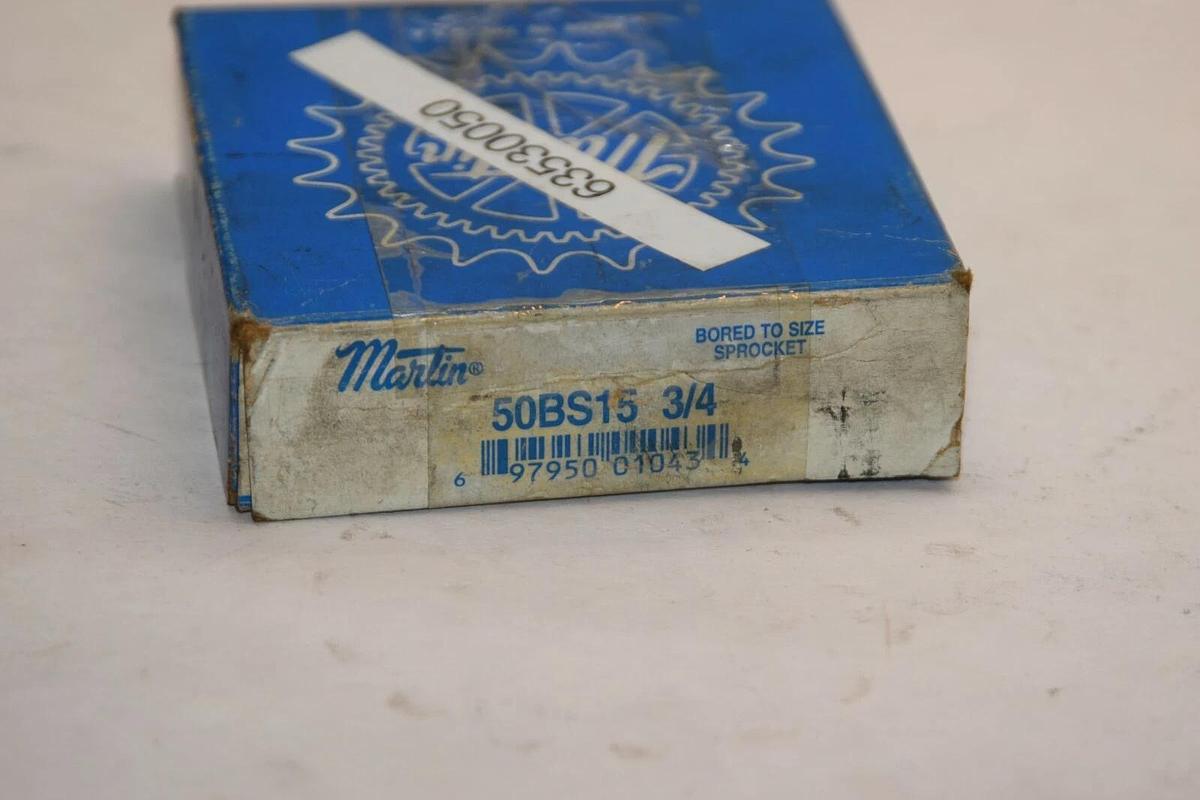 63530050
Martin®
BORED TO SIZE
SPROCKET
50BS15 3/4
6 97950 01043 4